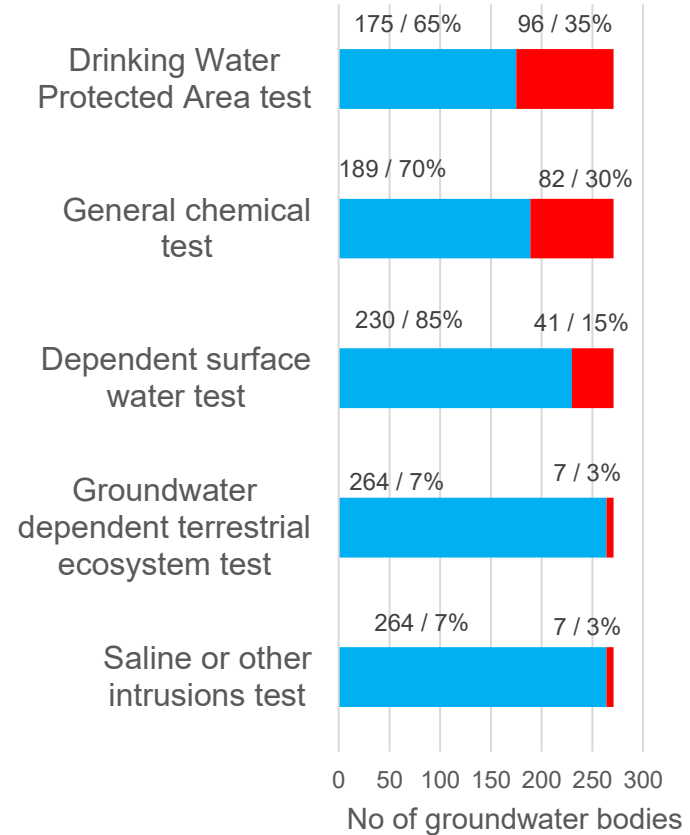 175 / 65% 96 / 35%
Drinking Water
Protected Area test
189 / 70% 82 / 30%
General chemical
test
230 / 85% 41 / 15%
Dependent surface
water test
264 / 7% 7 / 3%
Groundwater
dependent terrestrial
ecosystem test
264 / 7% 7 / 3%
Saline or other
intrusions test
0 50 100 150 200 250 300
No of groundwater bodies